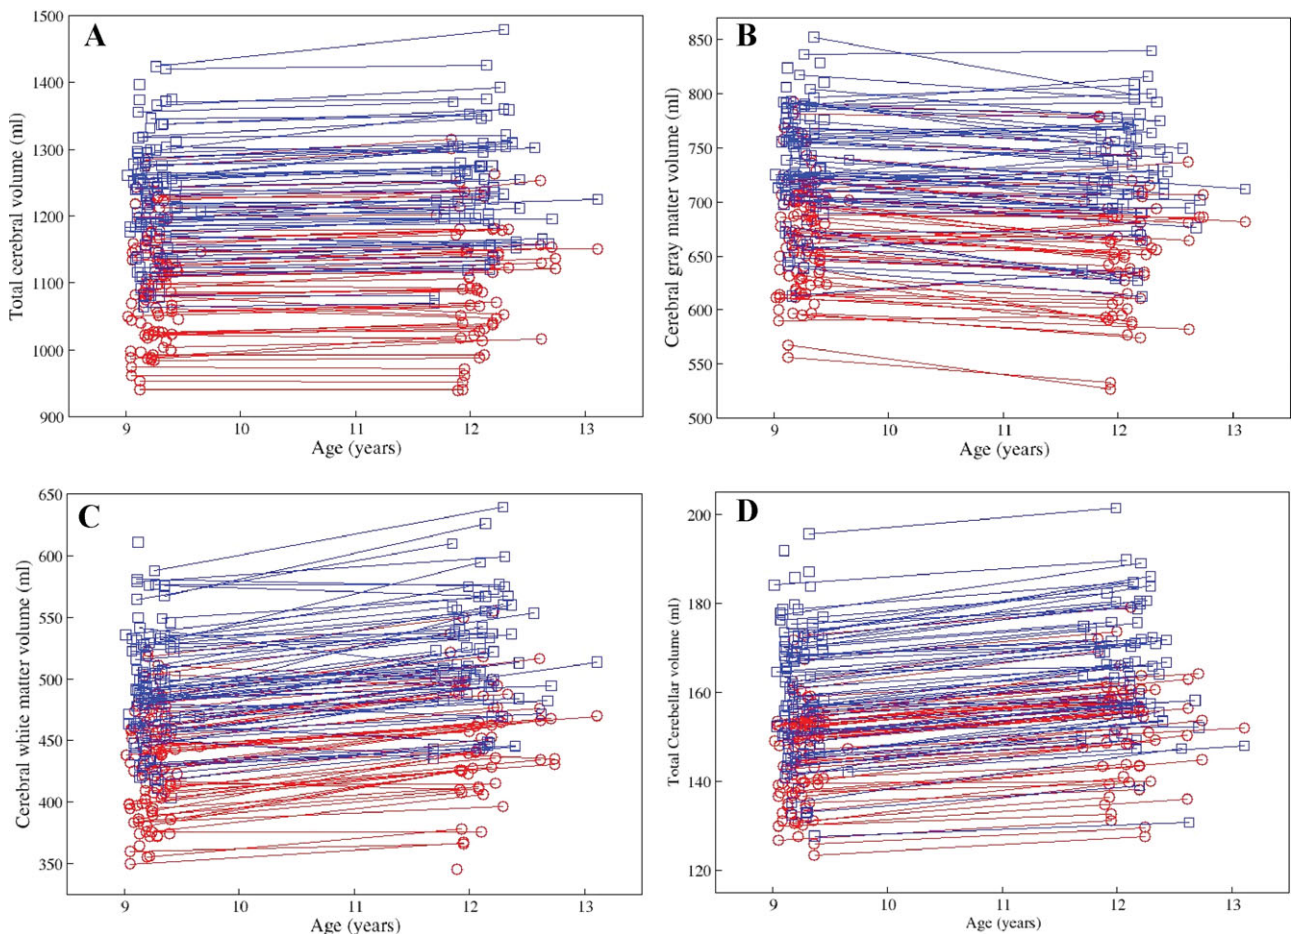 A
Total cerebral volume (ml)
1500
1400
1300
1200
1100
1000
900
9 10 11 12 13
Age (years)
B
Cerebral gray matter volume (ml)
850
800
750
700
650
600
550
500
9 10 11 12 13
Age (years)
C
Cerebral white matter volume (ml)
650
600
550
500
450
400
350
9 10 11 12 13
Age (years)
D
Total Cerebellar volume (ml)
200
180
160
140
120
9 10 11 12 13
Age (years)